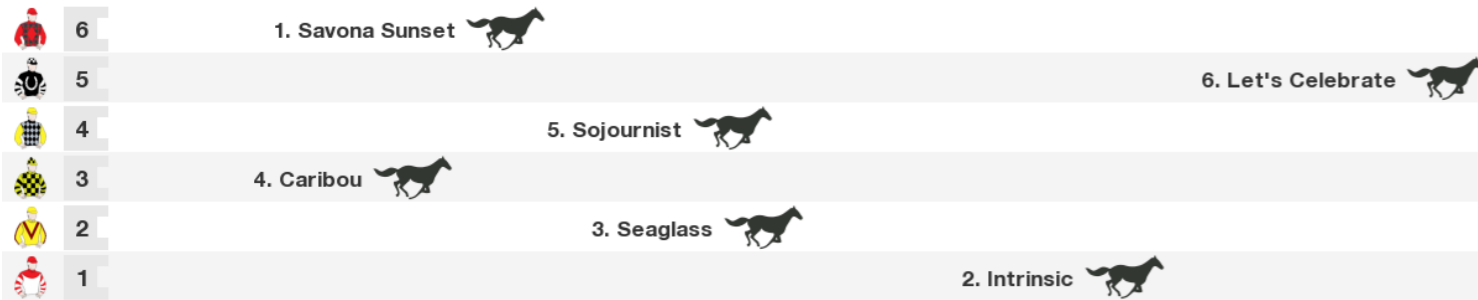 6 1. Savona Sunset
5 6. Let's Celebrate
4 5. Sojournist
3 4. Caribou
2 3. Seaglass
1 2. Intrinsic